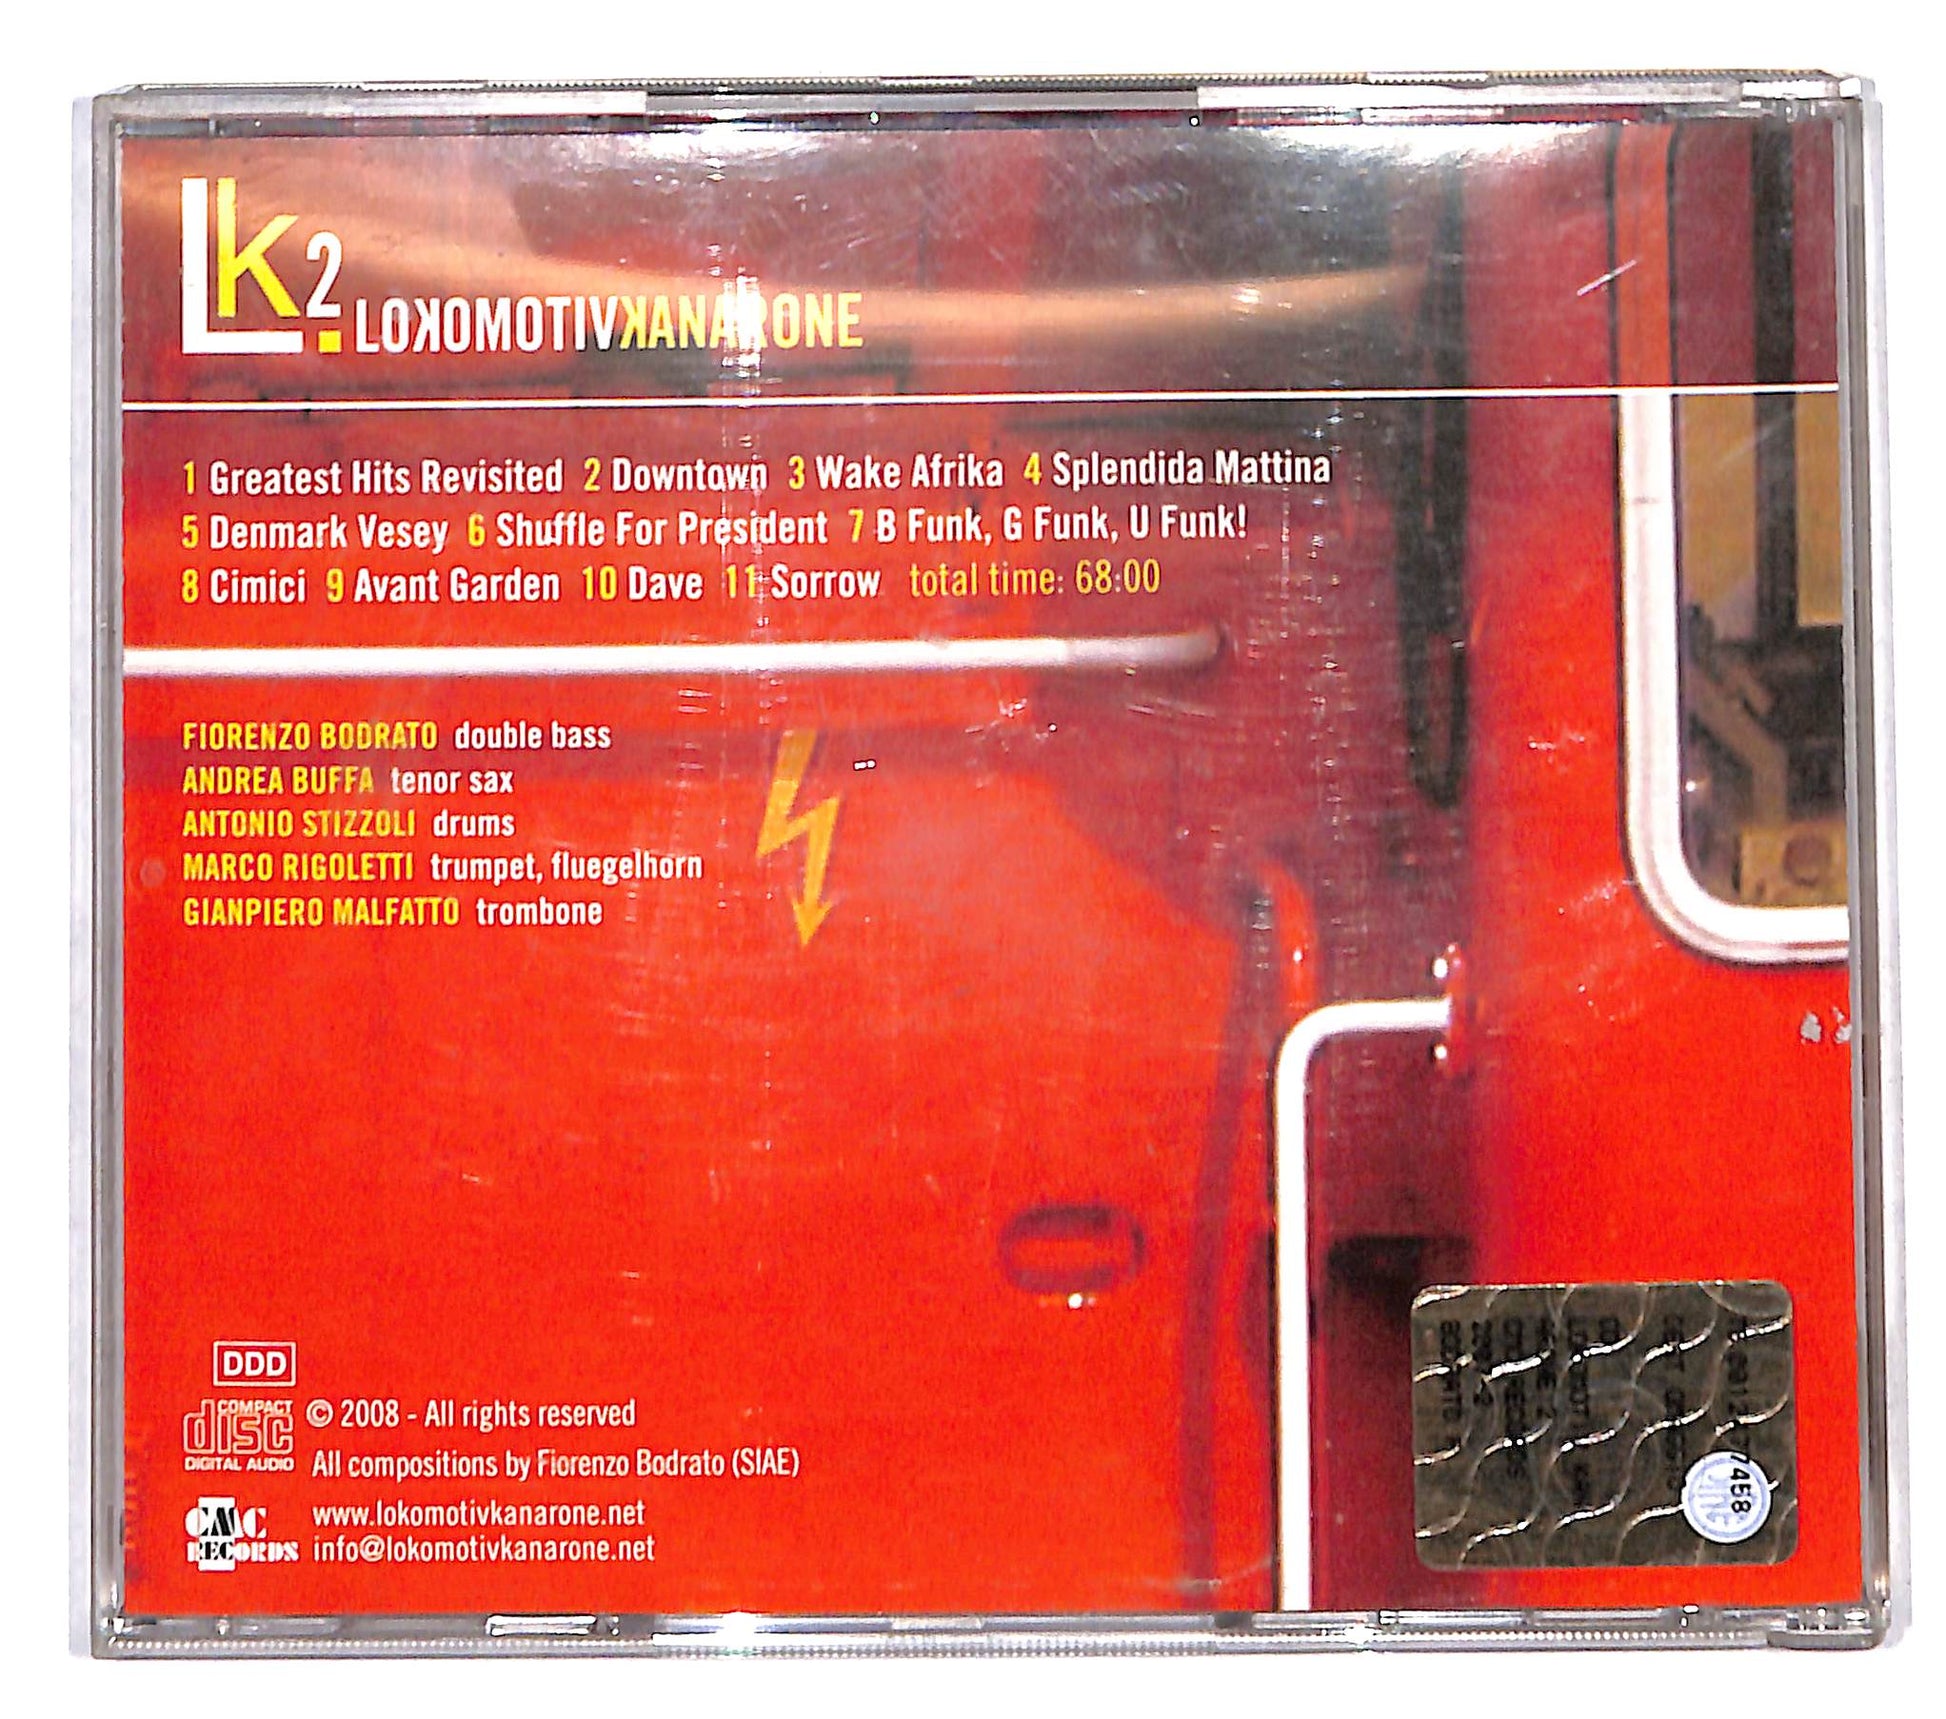 Lk2.
LOKOMOTIVKANARONE
1 Greatest Hits Revisited 2 Downtown 3 Wake Afrika 4 Splendida Mattina
5 Denmark Vesey 6 Shuffle For President 7 B Funk, G Funk, U Funk!
8 Cimici 9 Avant Garden 10 Dave 11 Sorrow total time: 68:00
FIORENZO BODRATO double bass
ANDREA BUFFA tenor sax
ANTONIO STIZZOLI drums
MARCO RIGOLETTI trumpet, fluegelhorn
GIANPIERO MALFATTO trombone
DDD
COMPACT
disc
DIGITAL AUDIO
© 2008 - All rights reserved
All compositions by Fiorenzo Bodrato (SIAE)
CMC
RECORDS
www.lokomotivkanarone.net
info@lokomotivkanarone.net
7458